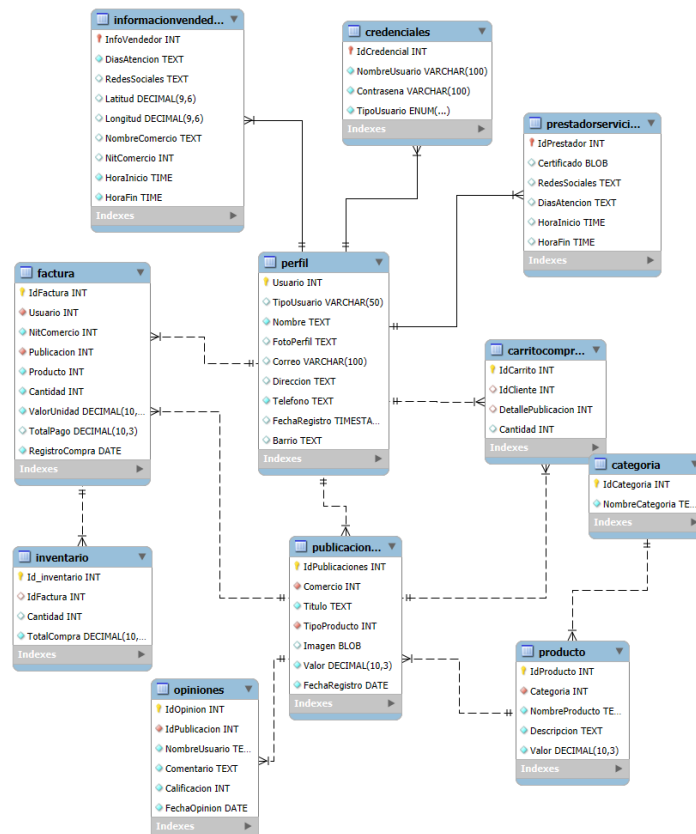 informacionvended...
InfoVendedor INT
DiasAtencion TEXT
RedesSociales TEXT
Latitud DECIMAL(9,6)
Longitud DECIMAL(9,6)
NombreComercio TEXT
NitComercio INT
HoraInicio TIME
HoraFin TIME
Indexes
credenciales
IdCredencial INT
NombreUsuario VARCHAR(100)
Contrasena VARCHAR(100)
TipoUsuario ENUM(...)
Indexes
prestadorservici...
IdPrestador INT
Certificado BLOB
RedesSociales TEXT
DiasAtencion TEXT
HoraInicio TIME
HoraFin TIME
Indexes
factura
IdFactura INT
Usuario INT
NitComercio INT
Publicacion INT
Producto INT
Cantidad INT
ValorUnidad DECIMAL(10,...
TotalPago DECIMAL(10,3)
RegistroCompra DATE
Indexes
perfil
Usuario INT
TipoUsuario VARCHAR(50)
Nombre TEXT
FotoPerfil TEXT
Correo VARCHAR(100)
Direccion TEXT
Telefono TEXT
FechaRegistro TIMESTA...
Barrio TEXT
Indexes
carritocompr...
IdCarrito INT
IdCliente INT
DetallePublicacion INT
Cantidad INT
Indexes
categoria
IdCategoria INT
NombreCategoria TE...
Indexes
inventario
Id_inventario INT
IdFactura INT
Cantidad INT
TotalCompra DECIMAL(10,...
Indexes
publicacion...
IdPublicaciones INT
Comercio INT
Titulo TEXT
TipoProducto INT
Imagen BLOB
Valor DECIMAL(10,3)
FechaRegistro DATE
Indexes
producto
IdProducto INT
Categoria INT
NombreProducto TE...
Descripcion TEXT
Valor DECIMAL(10,3)
Indexes
opiniones
IdOpinion INT
IdPublicacion INT
NombreUsuario TE...
Comentario TEXT
Calificacion INT
FechaOpinion DATE
Indexes